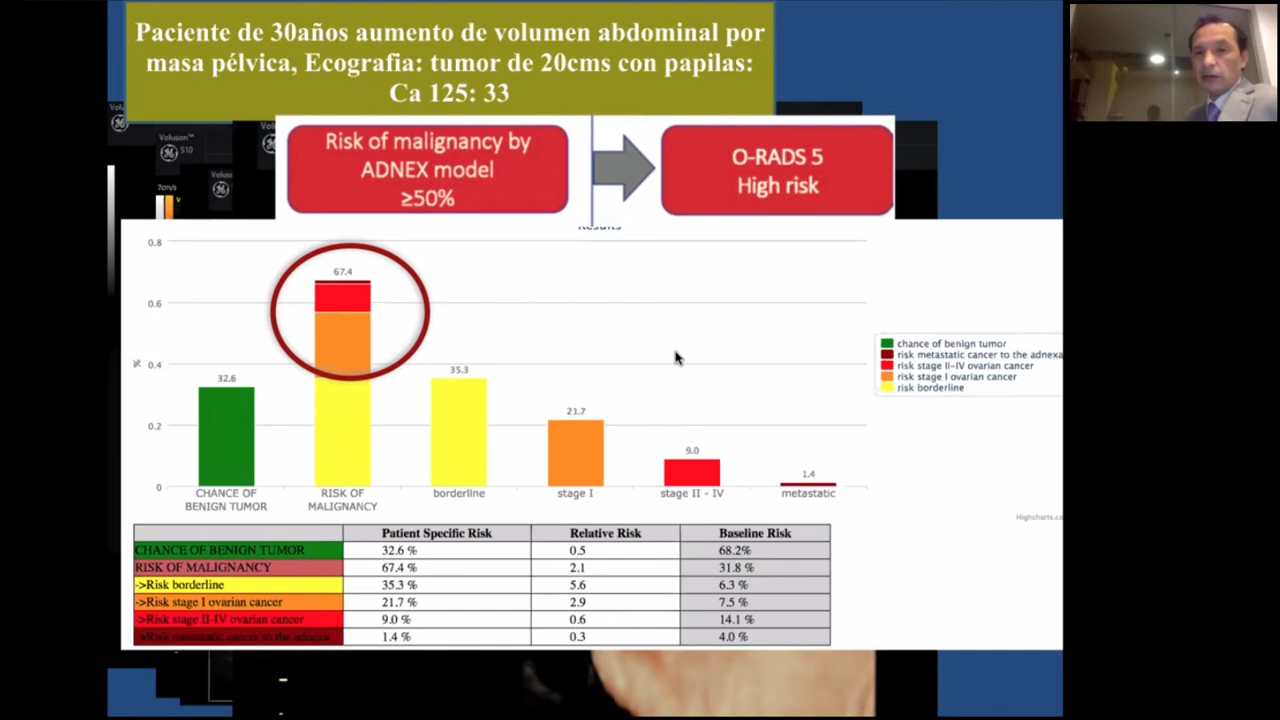 Paciente de 30años aumento de volumen abdominal por
masa pélvica, Ecografia: tumor de 20cms con papilas:
Ca 125: 33
Voluson™
S10
7cm/s
Risk of malignancy by
ADNEX model
≥50%
O-RADS 5
High risk
Results
%
0.8
0.6
0.4
0.2
0
32.6
67.4
35.3
21.7
9.0
1.4
CHANCE OF
BENIGN TUMOR
RISK OF
MALIGNANCY
borderline
stage I
stage II - IV
metastatic
chance of benign tumor
risk metastatic cancer to the adnexa
risk stage II-IV ovarian cancer
risk stage I ovarian cancer
risk borderline
Highcharts.co
Patient Specific Risk Relative Risk Baseline Risk
CHANCE OF BENIGN TUMOR 32.6 % 0.5 68.2%
RISK OF MALIGNANCY 67.4 % 2.1 31.8 %
->Risk borderline 35.3 % 5.6 6.3 %
->Risk stage I ovarian cancer 21.7 % 2.9 7.5 %
->Risk stage II-IV ovarian cancer 9.0 % 0.6 14.1 %
->Risk metastatic cancer to the adnexa 1.4 % 0.3 4.0 %